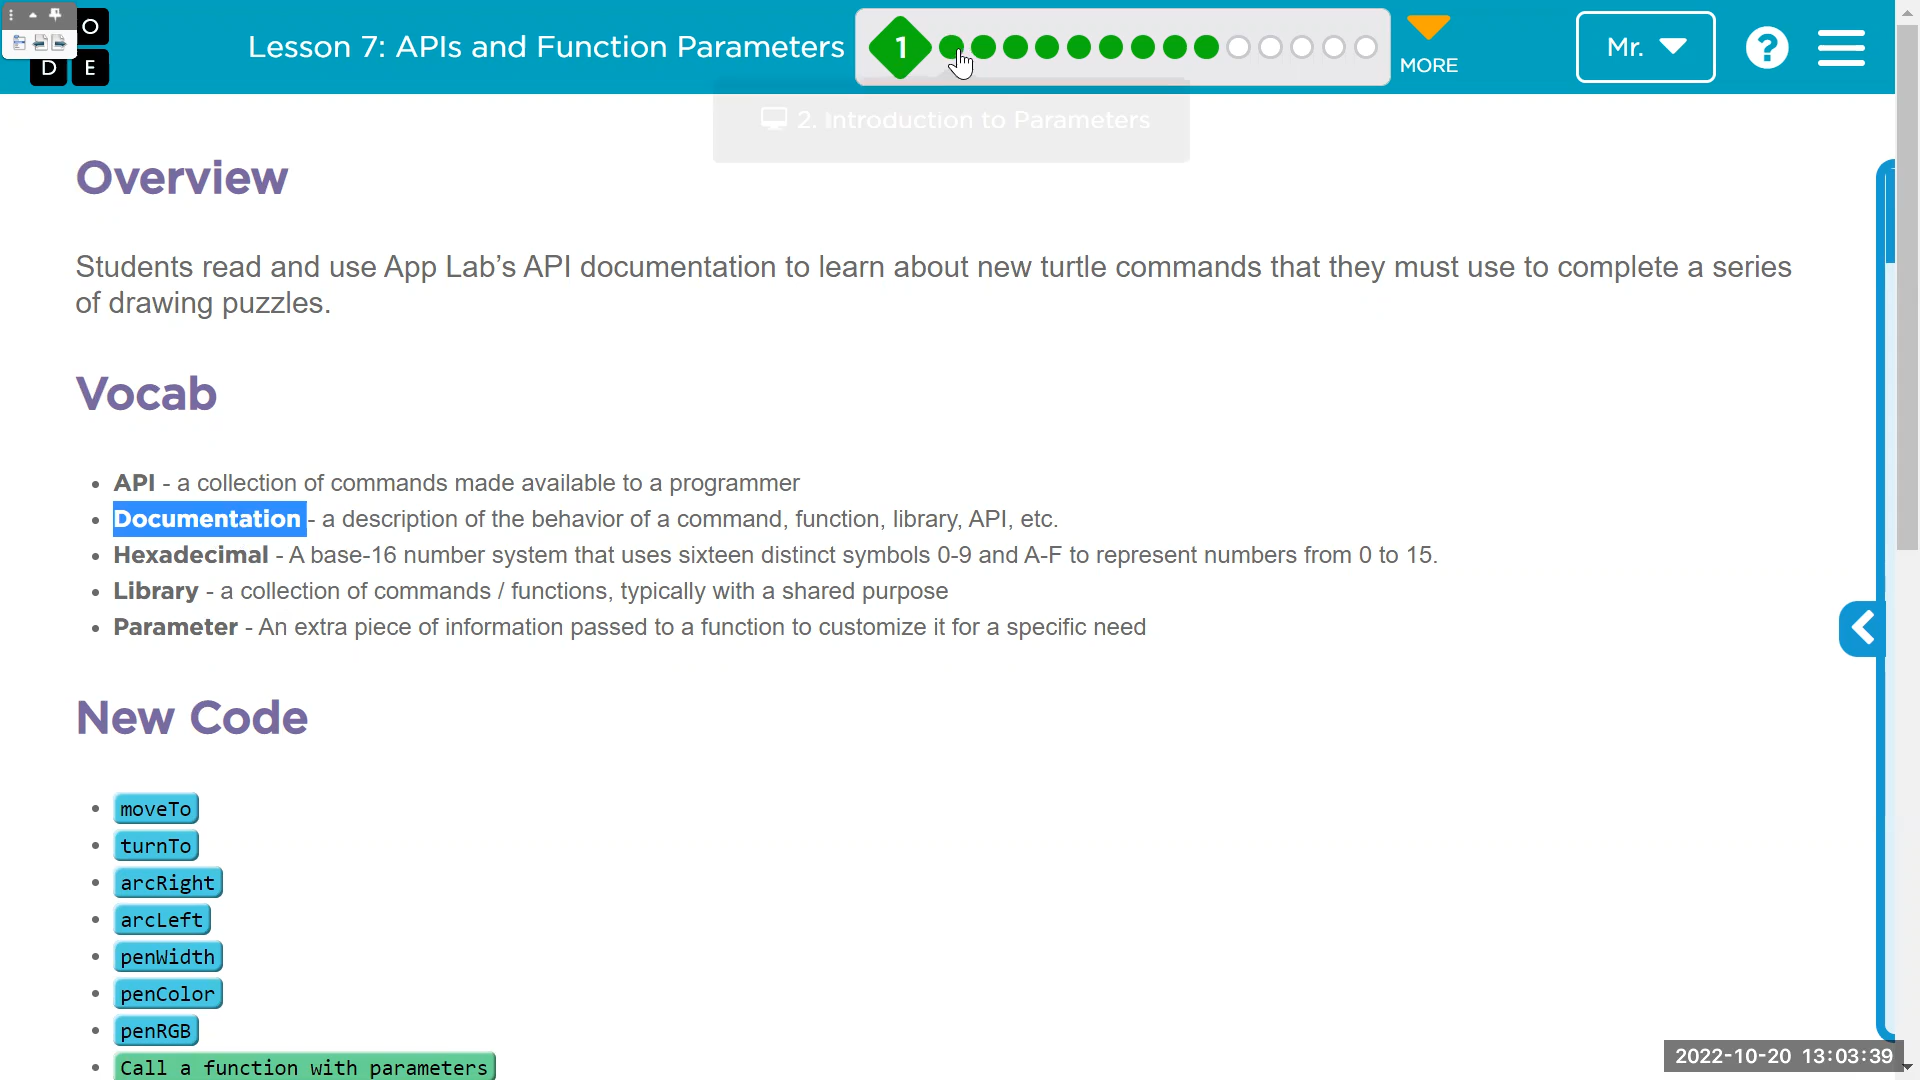 O
D E
Lesson 7: APIs and Function Parameters
1
MORE
Mr.
?
2. Introduction to Parameters
Overview
Students read and use App Lab’s API documentation to learn about new turtle commands that they must use to complete a series
of drawing puzzles.
Vocab
• API - a collection of commands made available to a programmer
• Documentation - a description of the behavior of a command, function, library, API, etc.
• Hexadecimal - A base-16 number system that uses sixteen distinct symbols 0-9 and A-F to represent numbers from 0 to 15.
• Library - a collection of commands / functions, typically with a shared purpose
• Parameter - An extra piece of information passed to a function to customize it for a specific need
New Code
• moveTo
• turnTo
• arcRight
• arcLeft
• penWidth
• penColor
• penRGB
• Call a function with parameters
2022-10-20 13:03:39